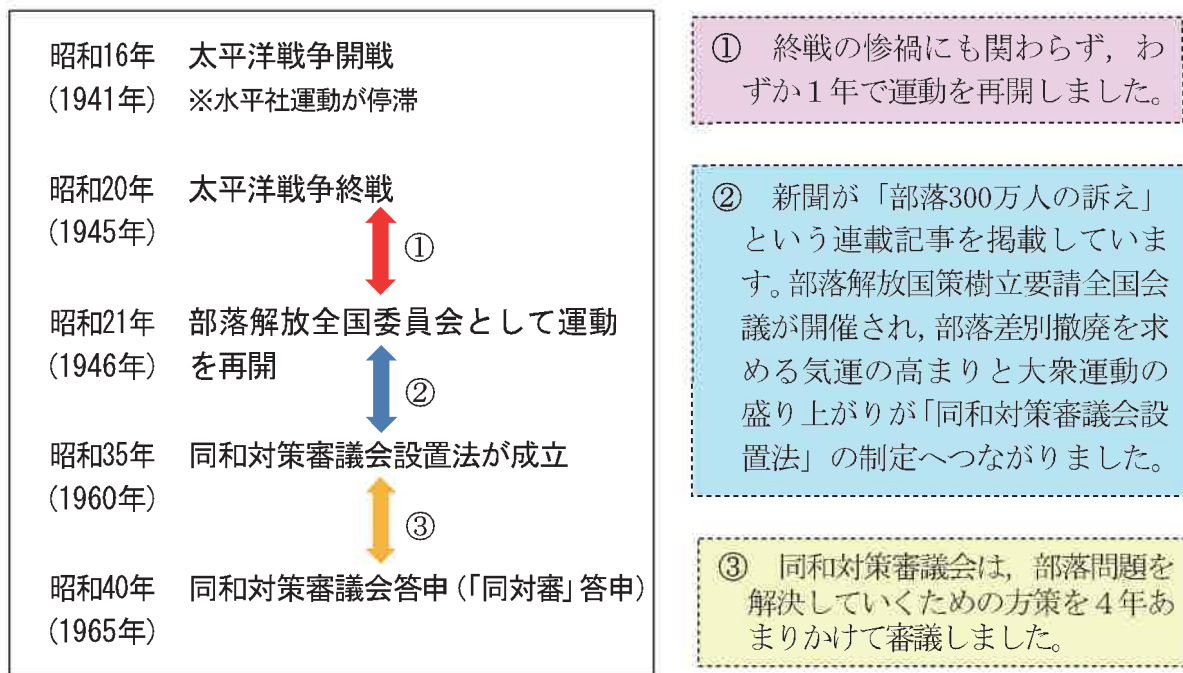 昭和16年 太平洋戦争開戦
(1941年) ※水平社運動が停滞
昭和20年 太平洋戦争終戦
(1945年)
①
昭和21年 部落解放全国委員会として運動
(1946年) を再開
②
昭和35年 同和対策審議会設置法が成立
(1960年)
③
昭和40年 同和対策審議会答申(「同対審」答申)
(1965年)
① 終戦の惨禍にも関わらず，わ
ずか１年で運動を再開しました。
② 新聞が「部落300万人の訴え」
という連載記事を掲載していま
す。部落解放国策樹立要請全国会
議が開催され，部落差別撤廃を求
める気運の高まりと大衆運動の
盛り上がりが「同和対策審議会設
置法」の制定へつながりました。
③ 同和対策審議会は，部落問題を
解決していくための方策を４年あ
まりかけて審議しました。